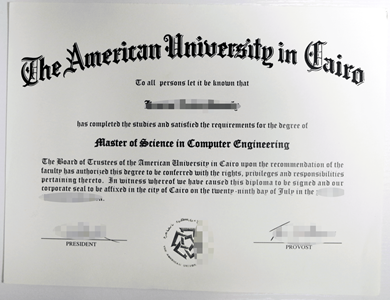 The American University in Cairo
To all persons let it be known that
has completed the studies and satisfied the requirements for the degree of
Master of Science in Computer Engineering
The Board of Trustees of the American University in Cairo upon the recommendation of the
faculty has authorized this degree to be conferred with the rights, privileges and responsibilities
pertaining thereto. In witness whereof we have caused this diploma to be signed and our
corporate seal to be affixed in the city of Cairo on the twenty-ninth day of July in the
PRESIDENT
PROVOST